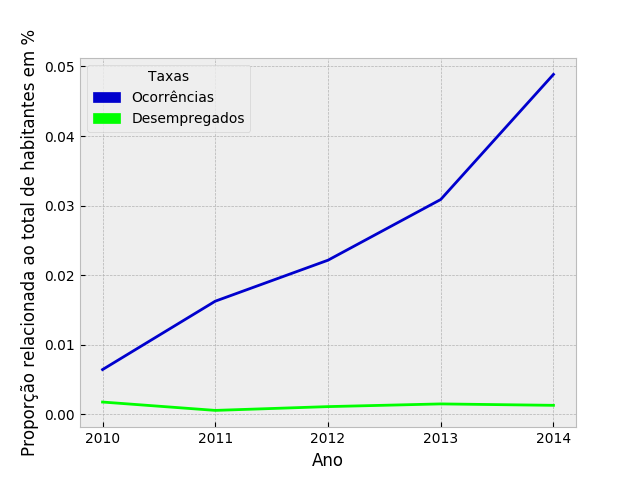 Proporção relacionada ao total de habitantes em %
0.05
0.04
0.03
0.02
0.01
0.00
Taxas
Ocorrências
Desempregados
2010 2011 2012 2013 2014
Ano